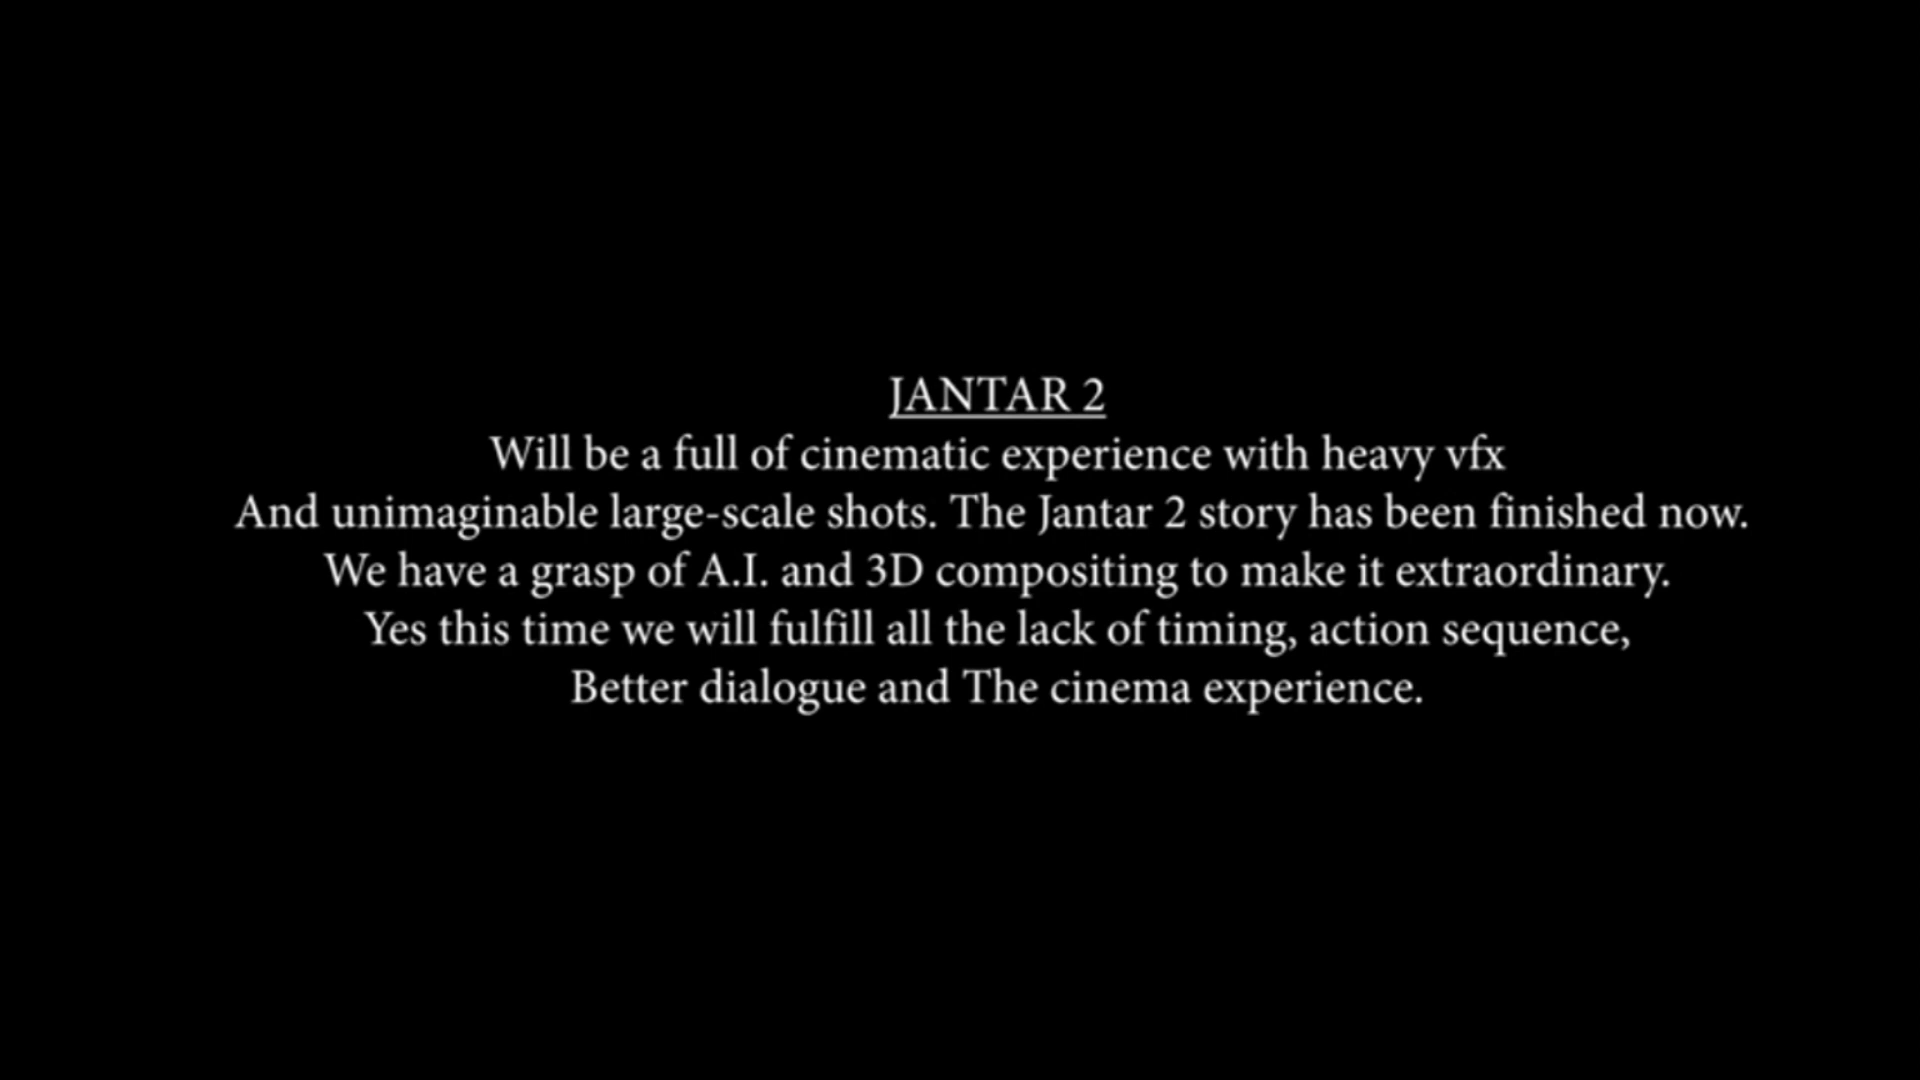 JANTAR 2
Will be a full of cinematic experience with heavy vfx
And unimaginable large-scale shots. The Jantar 2 story has been finished now.
We have a grasp of A.I. and 3D compositing to make it extraordinary.
Yes this time we will fulfill all the lack of timing, action sequence,
Better dialogue and The cinema experience.